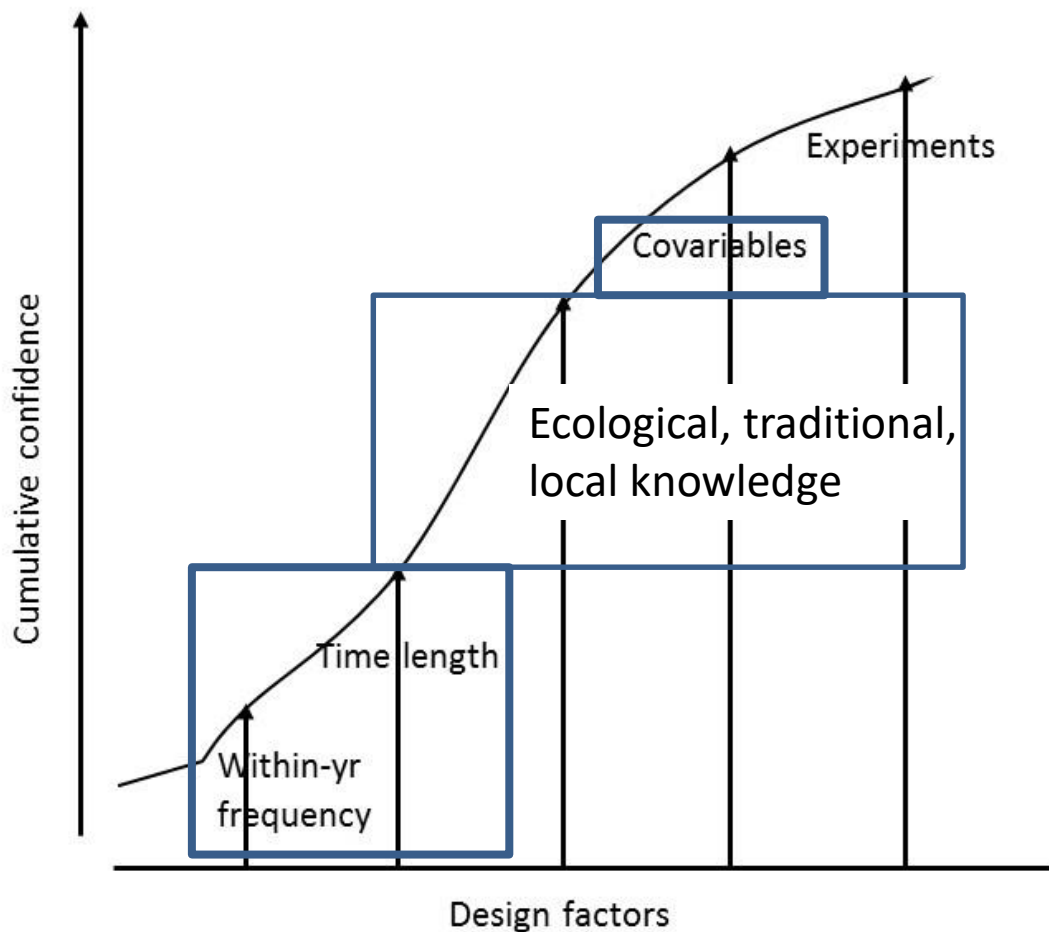 Experiments
Covariables
Ecological, traditional,
local knowledge
Time length
Within-yr
frequency
Cumulative confidence
Design factors